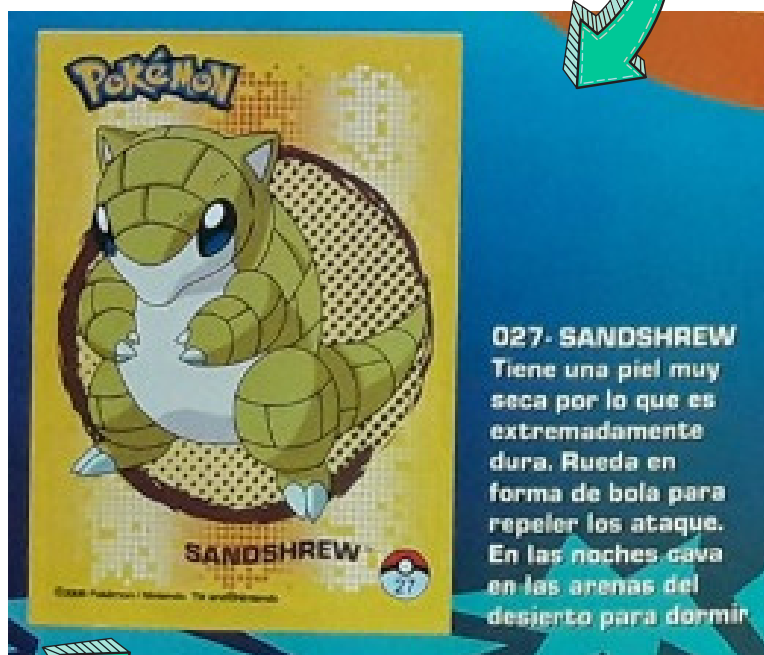 POKéMON
SANDSHREW
27
027- SANDSHREW
Tiene una piel muy
seca por lo que es
extremadamente
dura. Rueda en
forma de bola para
repeler los ataque.
En las noches cava
en las arenas del
desierto para dormir